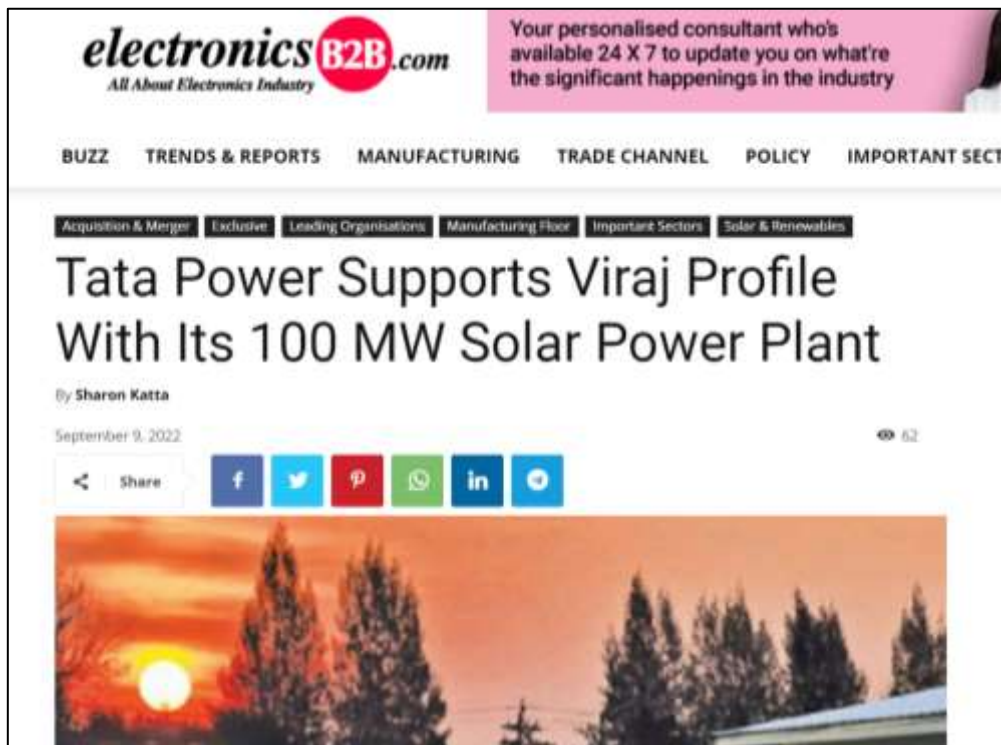 electronicsB2B.com
All About Electronics Industry
Your personalised consultant who's
available 24 X 7 to update you on what're
the significant happenings in the industry
BUZZ TRENDS & REPORTS MANUFACTURING TRADE CHANNEL POLICY IMPORTANT SECT
Acquisition & Merger Exclusive Leading Organisations Manufacturing Floor Important Sectors Solar & Renewables
Tata Power Supports Viraj Profile
With Its 100 MW Solar Power Plant
By Sharon Katta
September 9, 2022 62
Share